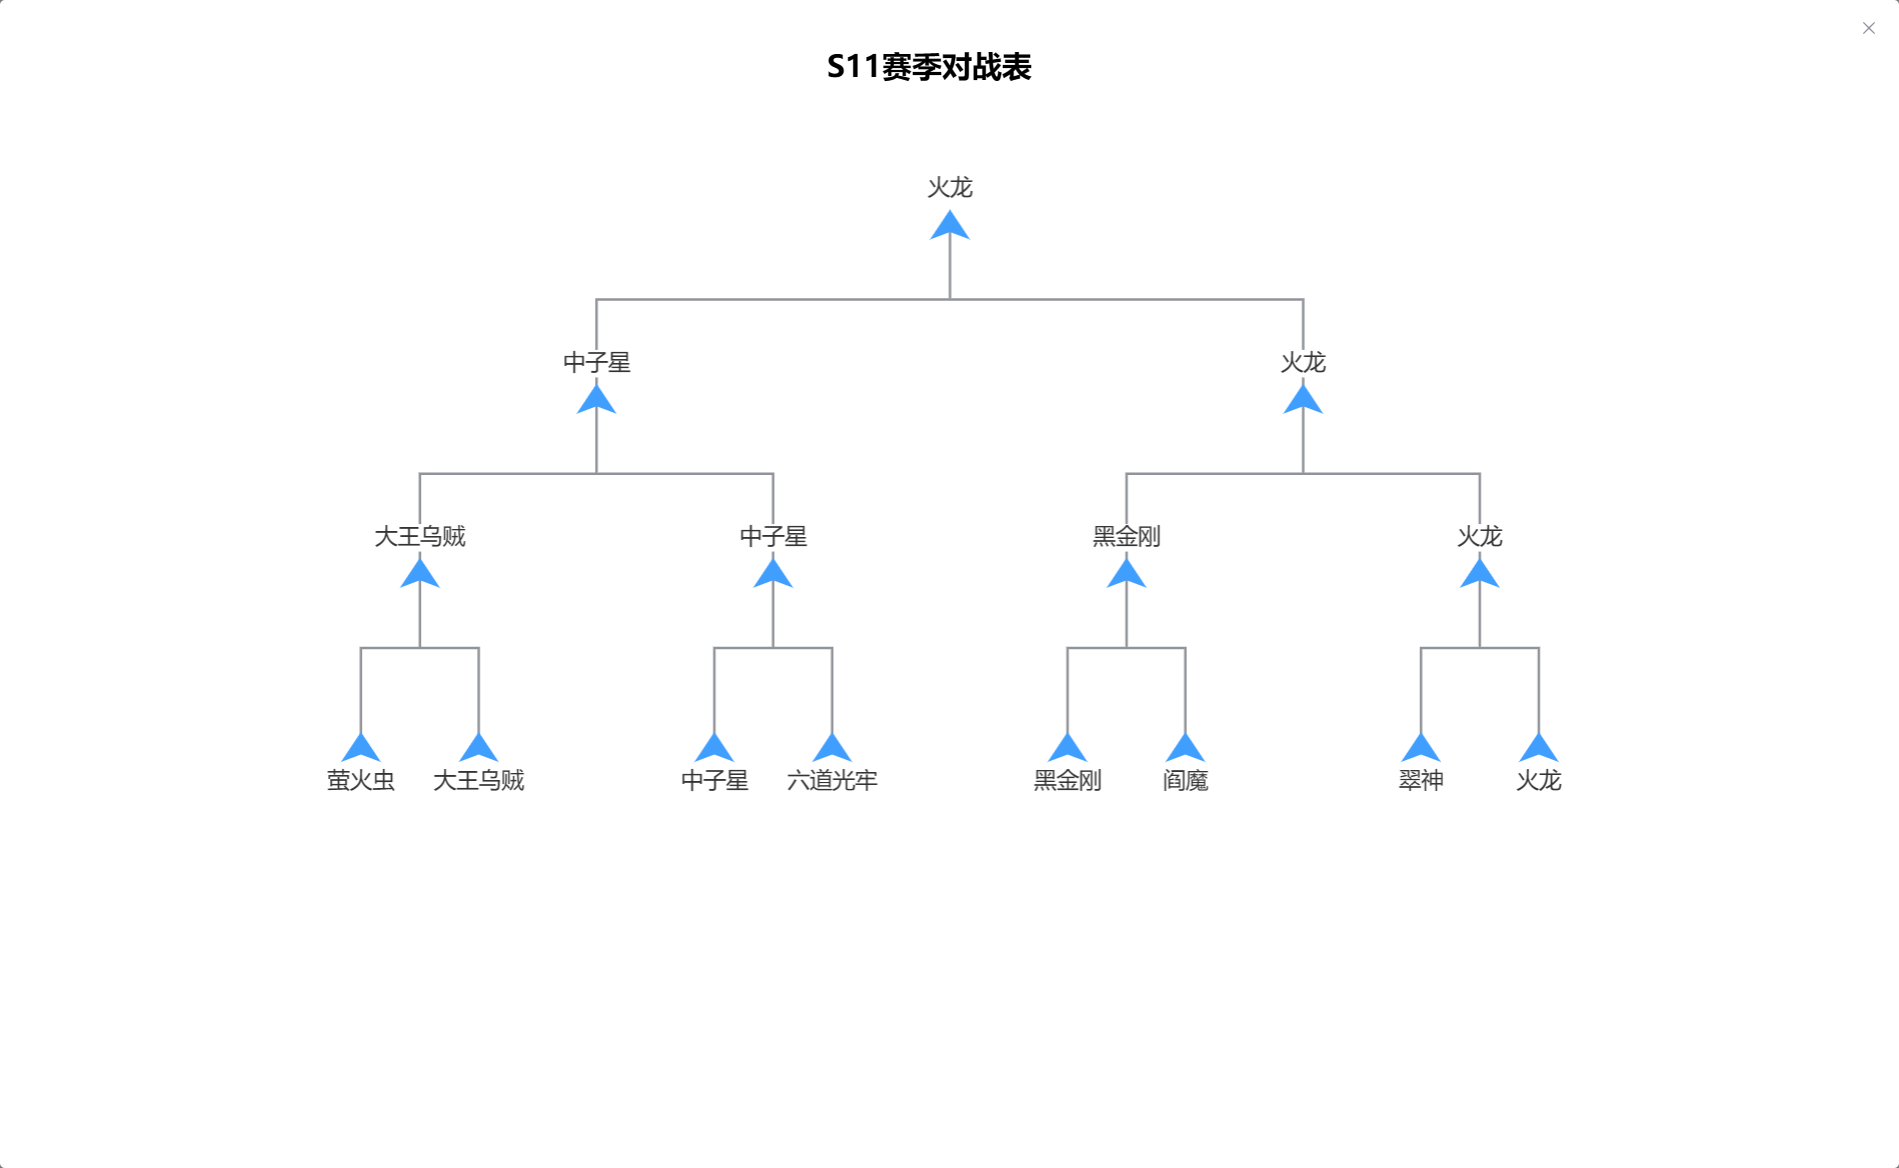 S11赛季对战表
火龙
中子星
火龙
大王乌贼
中子星
黑金刚
火龙
萤火虫
大王乌贼
中子星
六道光牢
黑金刚
阎魔
翠神
火龙